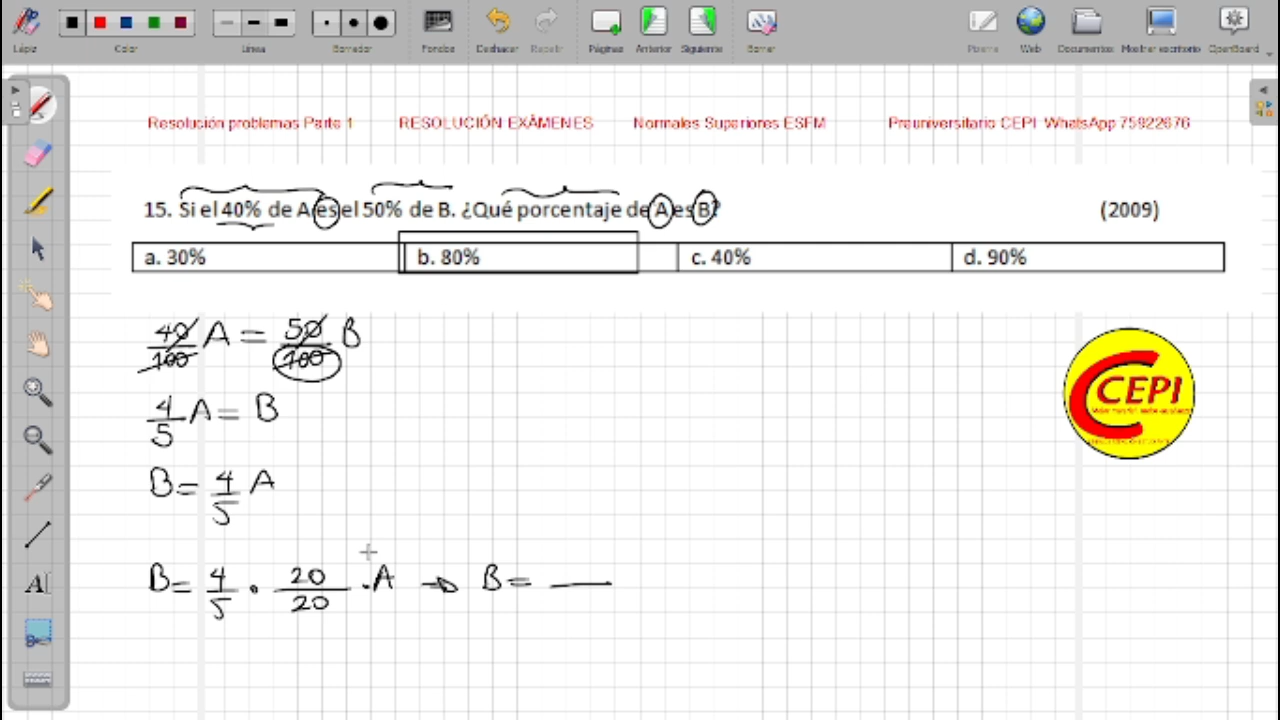 Lápiz Color Línea Borrador Fondos Deshacer Repetir Páginas Anterior Siguiente Borrar Pizarra Web Documentos Mostrar escritorio OpenBoard
Resolución problemas Parte 1 RESOLUCIÓN EXÁMENES Normales Superiores ESFM Preuniversitario CEPI WhatsApp 75922676
15. Si el 40% de A es el 50% de B. ¿Qué porcentaje de A es B? (2009)
a. 30% b. 80% c. 40% d. 90%
40/100 A = 50/100 B
4/5 A = B
B = 4/5 A
B = 4/5 · 20/20 · A → B =
CEPI